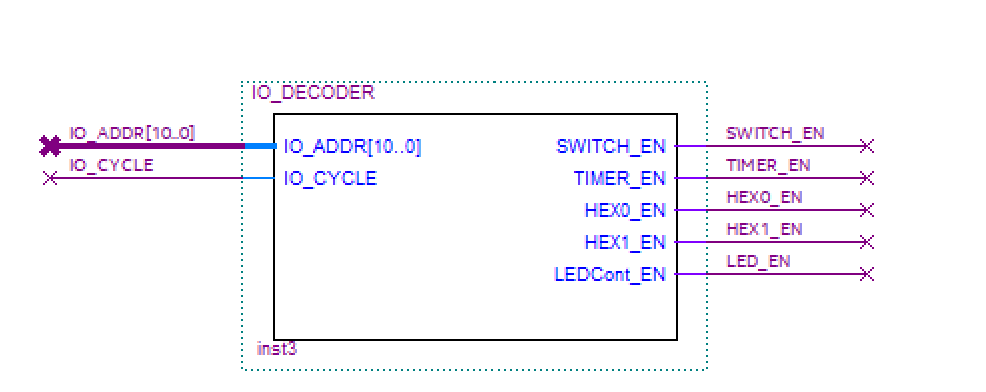 IO_DECODER
IO_ADDR[10..0]
IO_ADDR[10..0]
SWITCH_EN
SWITCH_EN
IO_CYCLE
IO_CYCLE
TIMER_EN
TIMER_EN
HEX0_EN
HEX0_EN
HEX1_EN
HEX1_EN
LEDCont_EN
LED_EN
inst3